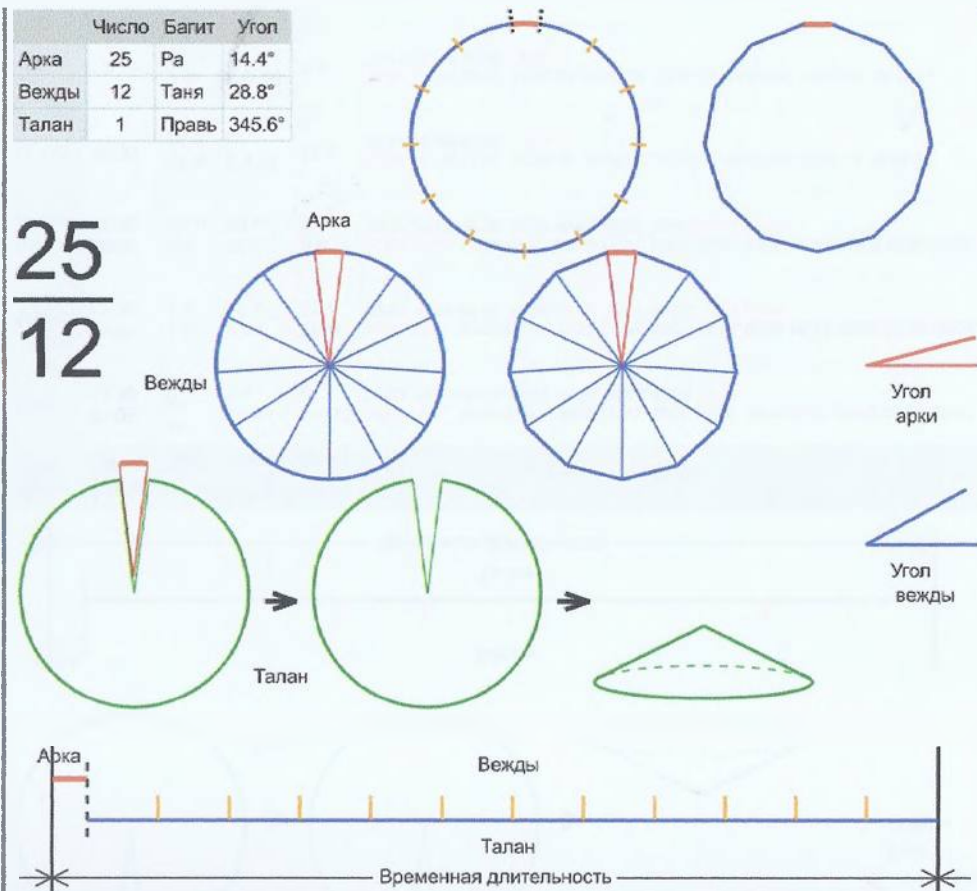 Число Багит Угол
Арка 25 Ра 14.4°
Вежды 12 Таня 28.8°
Талан 1 Правь 345.6°
25
12
Арка
Вежды
Угол
арки
Угол
вежды
Талан
Арка
Вежды
Талан
Временная длительность